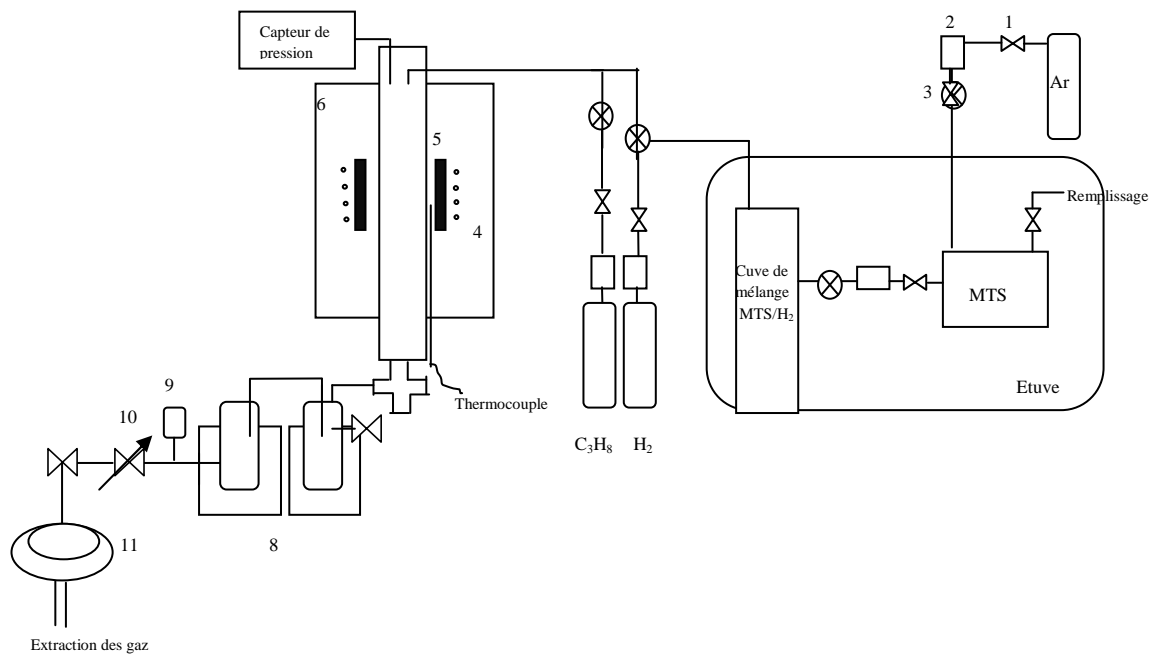 Capteur de
pression
2
1
Ar
3
6
5
4
Remplissage
Cuve de
mélange
MTS/H2
MTS
Etuve
Thermocouple
9
10
C3H8
H2
11
8
Extraction des gaz